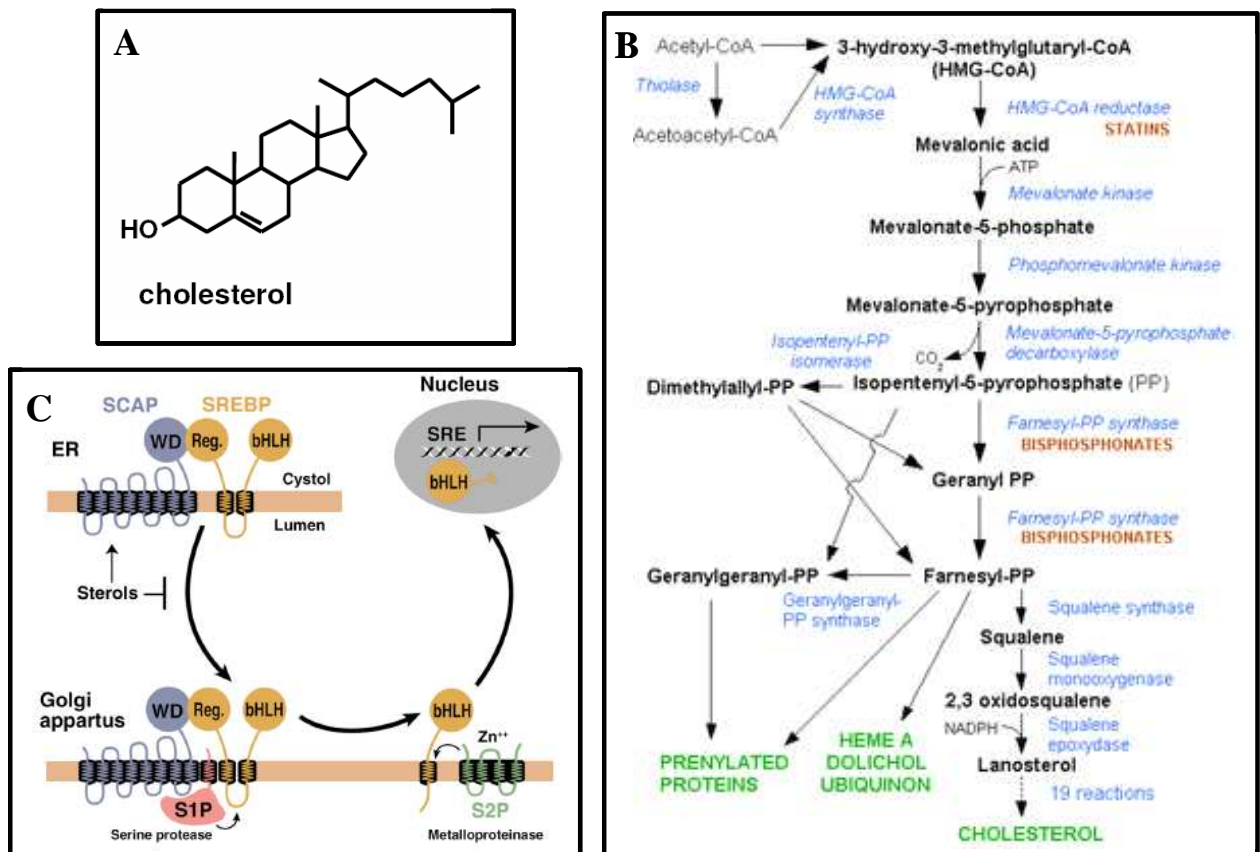 A
HO
cholesterol
B
Acetyl-CoA
3-hydroxy-3-methylglutaryl-CoA
(HMG-CoA)
Thiolase
HMG-CoA
synthase
HMG-CoA reductase
STATINS
Acetoacetyl-CoA
Mevalonic acid
ATP
Mevalonate kinase
Mevalonate-5-phosphate
Phosphomevalonate kinase
Mevalonate-5-pyrophosphate
Isopentenyl-PP
isomerase
CO2
Mevalonate-5-pyrophosphate
decarboxylase
Dimethylallyl-PP
Isopentenyl-5-pyrophosphate (PP)
Farnesyl-PP synthase
BISPHOSPHONATES
Geranyl PP
Farnesyl-PP synthase
BISPHOSPHONATES
Geranylgeranyl-PP
Farnesyl-PP
Geranylgeranyl-
PP synthase
Squalene synthase
Squalene
Squalene
monooxygenase
2,3 oxidosqualene
NADPH
Squalene
epoxydase
Lanosterol
19 reactions
CHOLESTEROL
PRENYLATED
PROTEINS
HEME A
DOLICHOL
UBIQUINON
C
SCAP
SREBP
Nucleus
ER
WD
Reg.
bHLH
SRE
bHLH
Cystol
Lumen
Sterols
Golgi
appartus
WD
Reg.
bHLH
bHLH
Zn++
S1P
Serine protease
S2P
Metalloproteinase